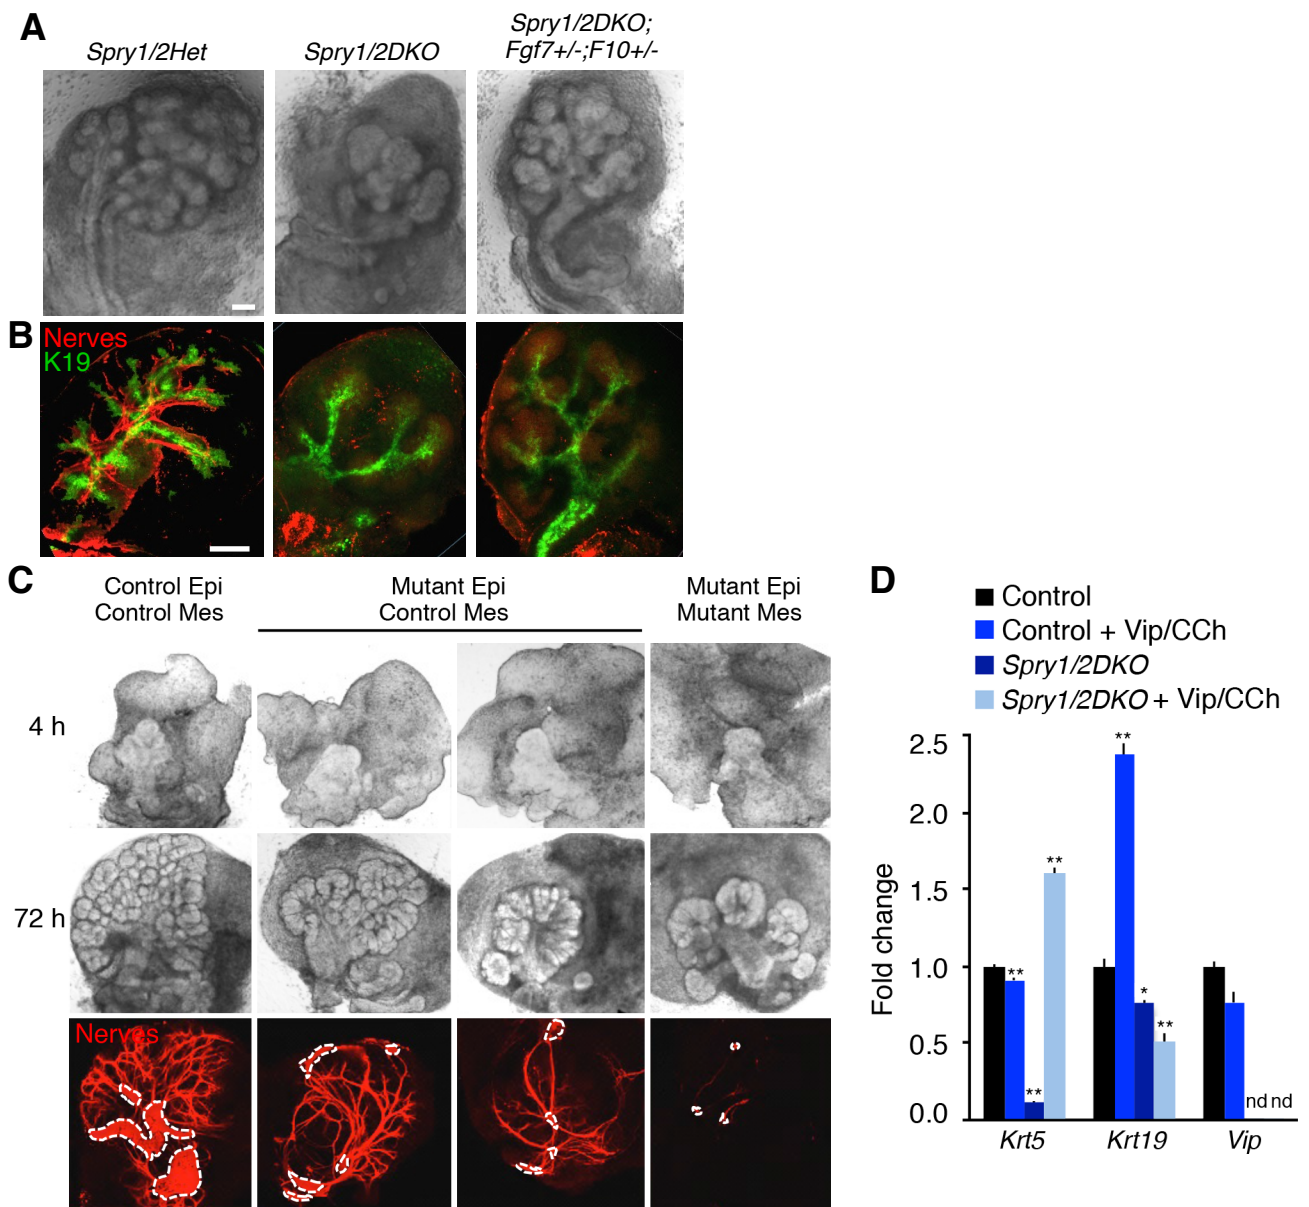 A
Spry1/2Het
Spry1/2DKO
Spry1/2DKO;
Fgf7+/-;F10+/-
B
Nerves
K19
C
Control Epi
Control Mes
Mutant Epi
Control Mes
Mutant Epi
Mutant Mes
4 h
72 h
Nerves
D
Control
Control + Vip/CCh
Spry1/2DKO
Spry1/2DKO + Vip/CCh
Fold change
2.5
2.0
1.5
1.0
0.5
0.0
**
**
**
**
*
**
nd nd
Krt5
Krt19
Vip